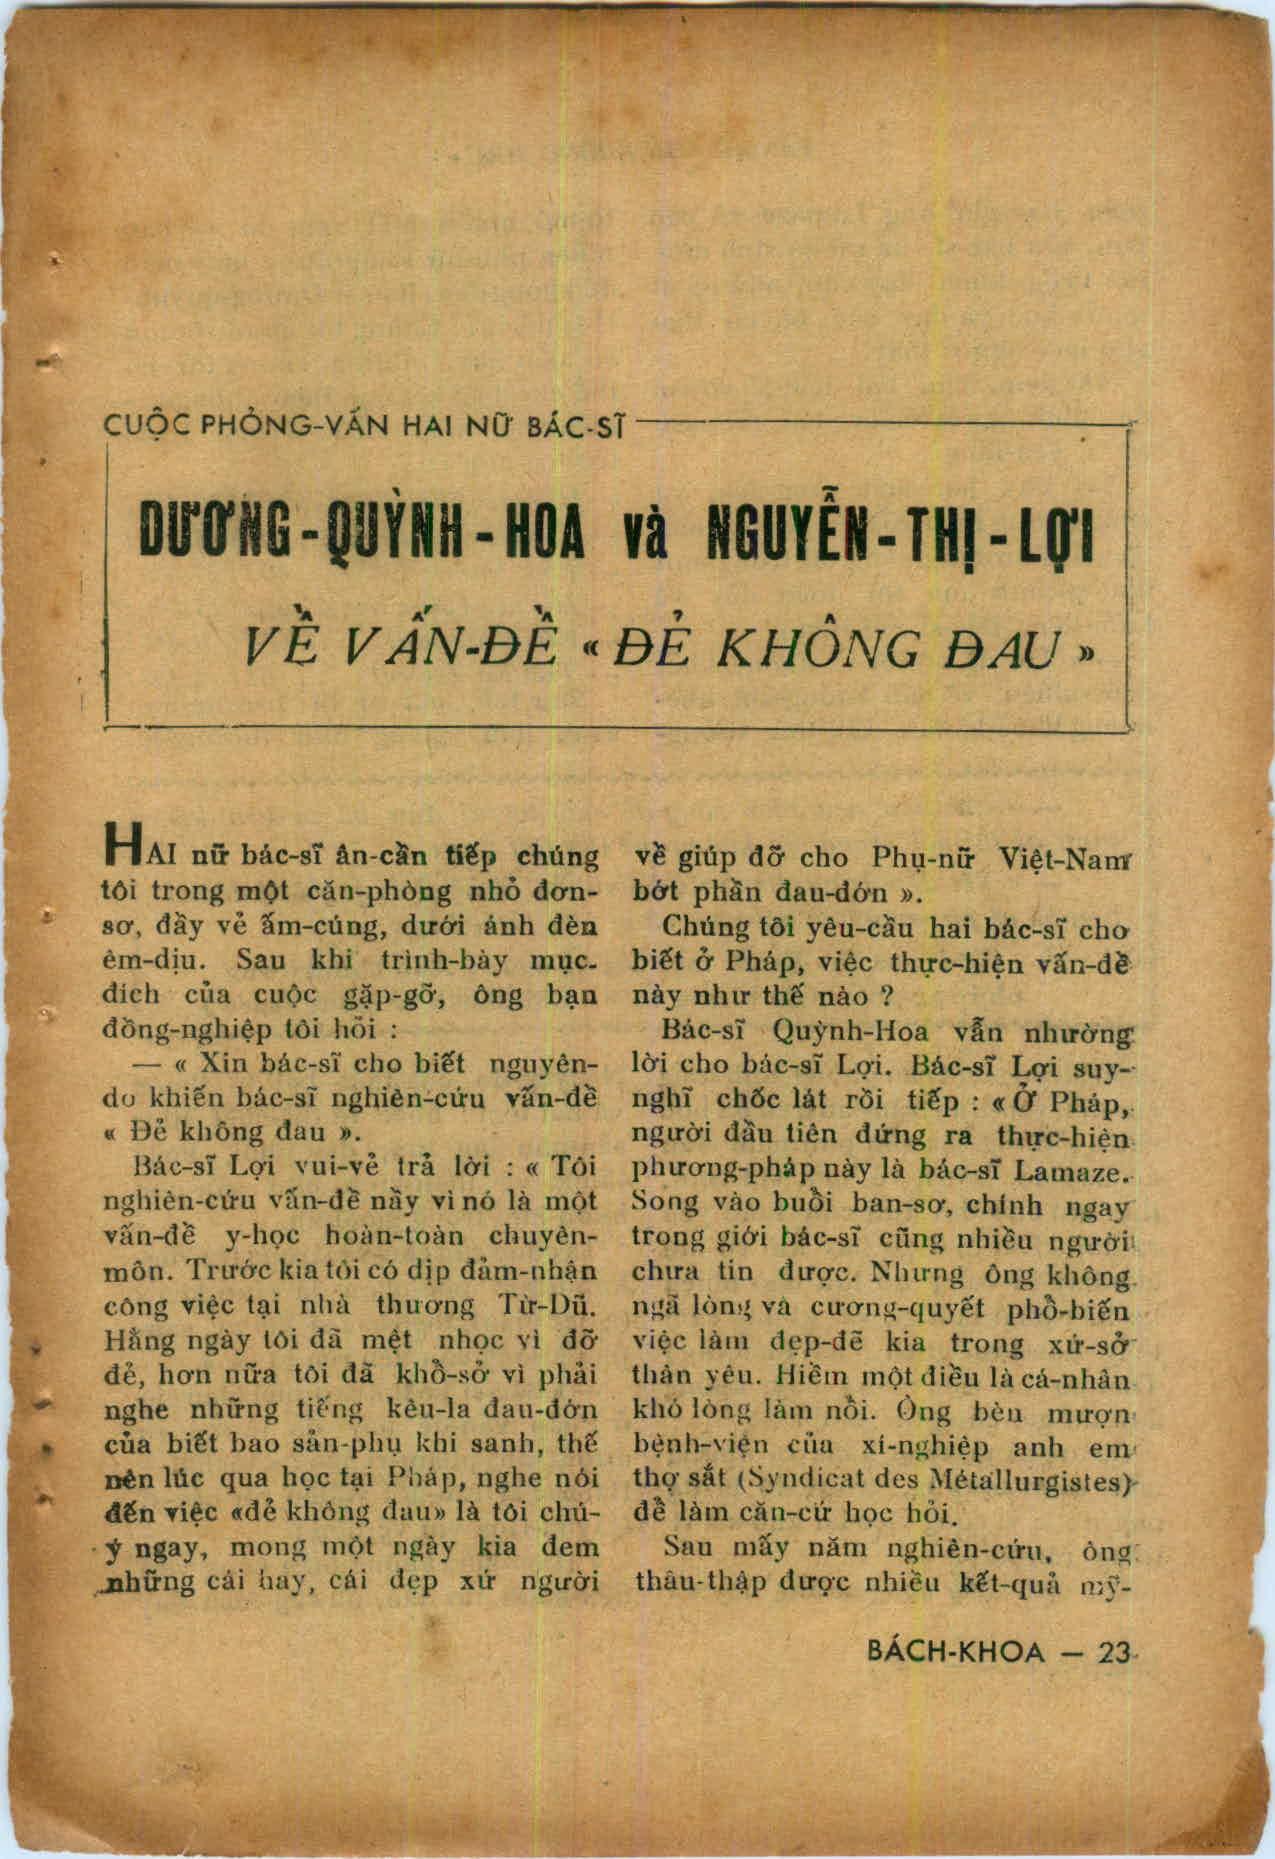 CUỘC PHỎNG-VẤN HAI NỮ BÁC-SĨ
DƯƠNG-QUỲNH-HOA và NGUYỄN-THỊ-LỢI
VỀ VẤN-ĐỀ « ĐẺ KHÔNG ĐAU »
HAI nữ bác-sĩ ân-cần tiếp chúng
tôi trong một căn-phòng nhỏ đơn-
sơ, đầy vẻ ấm-cúng, dưới ánh đèn
êm-dịu. Sau khi trình-bày mục-
đích của cuộc gặp-gỡ, ông bạn
đồng-nghiệp tôi hỏi :
— « Xin bác-sĩ cho biết nguyên-
do khiến bác-sĩ nghiên-cứu vấn-đề
« Đẻ không đau ».
Bác-sĩ Lợi vui-vẻ trả lời : « Tôi
nghiên-cứu vấn-đề nầy vì nó là một
vấn-đề y-học hoàn-toàn chuyên-
môn. Trước kia tôi có dịp đảm-nhận
công việc tại nhà thương Từ-Dũ.
Hằng ngày tôi đã mệt nhọc vì đỡ
đẻ, hơn nữa tôi đã khổ-sở vì phải
nghe những tiếng kêu-la đau-đớn
của biết bao sản-phụ khi sanh, thế
nên lúc qua học tại Pháp, nghe nói
đến việc «đẻ không đau» là tôi chú-
ý ngay, mong một ngày kia đem
những cái hay, cái đẹp xứ người
về giúp đỡ cho Phụ-nữ Việt-Nam
bớt phần đau-đớn ».
Chúng tôi yêu-cầu hai bác-sĩ cho
biết ở Pháp, việc thực-hiện vấn-đề
này như thế nào ?
Bác-sĩ Quỳnh-Hoa vẫn nhường
lời cho bác-sĩ Lợi. Bác-sĩ Lợi suy-
nghĩ chốc lát rồi tiếp : « Ở Pháp,
người đầu tiên đứng ra thực-hiện
phương-pháp này là bác-sĩ Lamaze.
Song vào buổi ban-sơ, chính ngay
trong giới bác-sĩ cũng nhiều người
chưa tin được. Nhưng ông không
ngã lòng và cương-quyết phổ-biến
việc làm đẹp-đẽ kia trong xứ-sở
thân yêu. Hiềm một điều là cá-nhân
khó lòng làm nổi. Ông bèn mượn
bệnh-viện của xí-nghiệp anh em
thợ sắt (Syndicat des Métallurgistes)
để làm căn-cứ học hỏi.
Sau mấy năm nghiên-cứu, ông
thâu-thập được nhiều kết-quả mỹ-
BÁCH-KHOA — 23